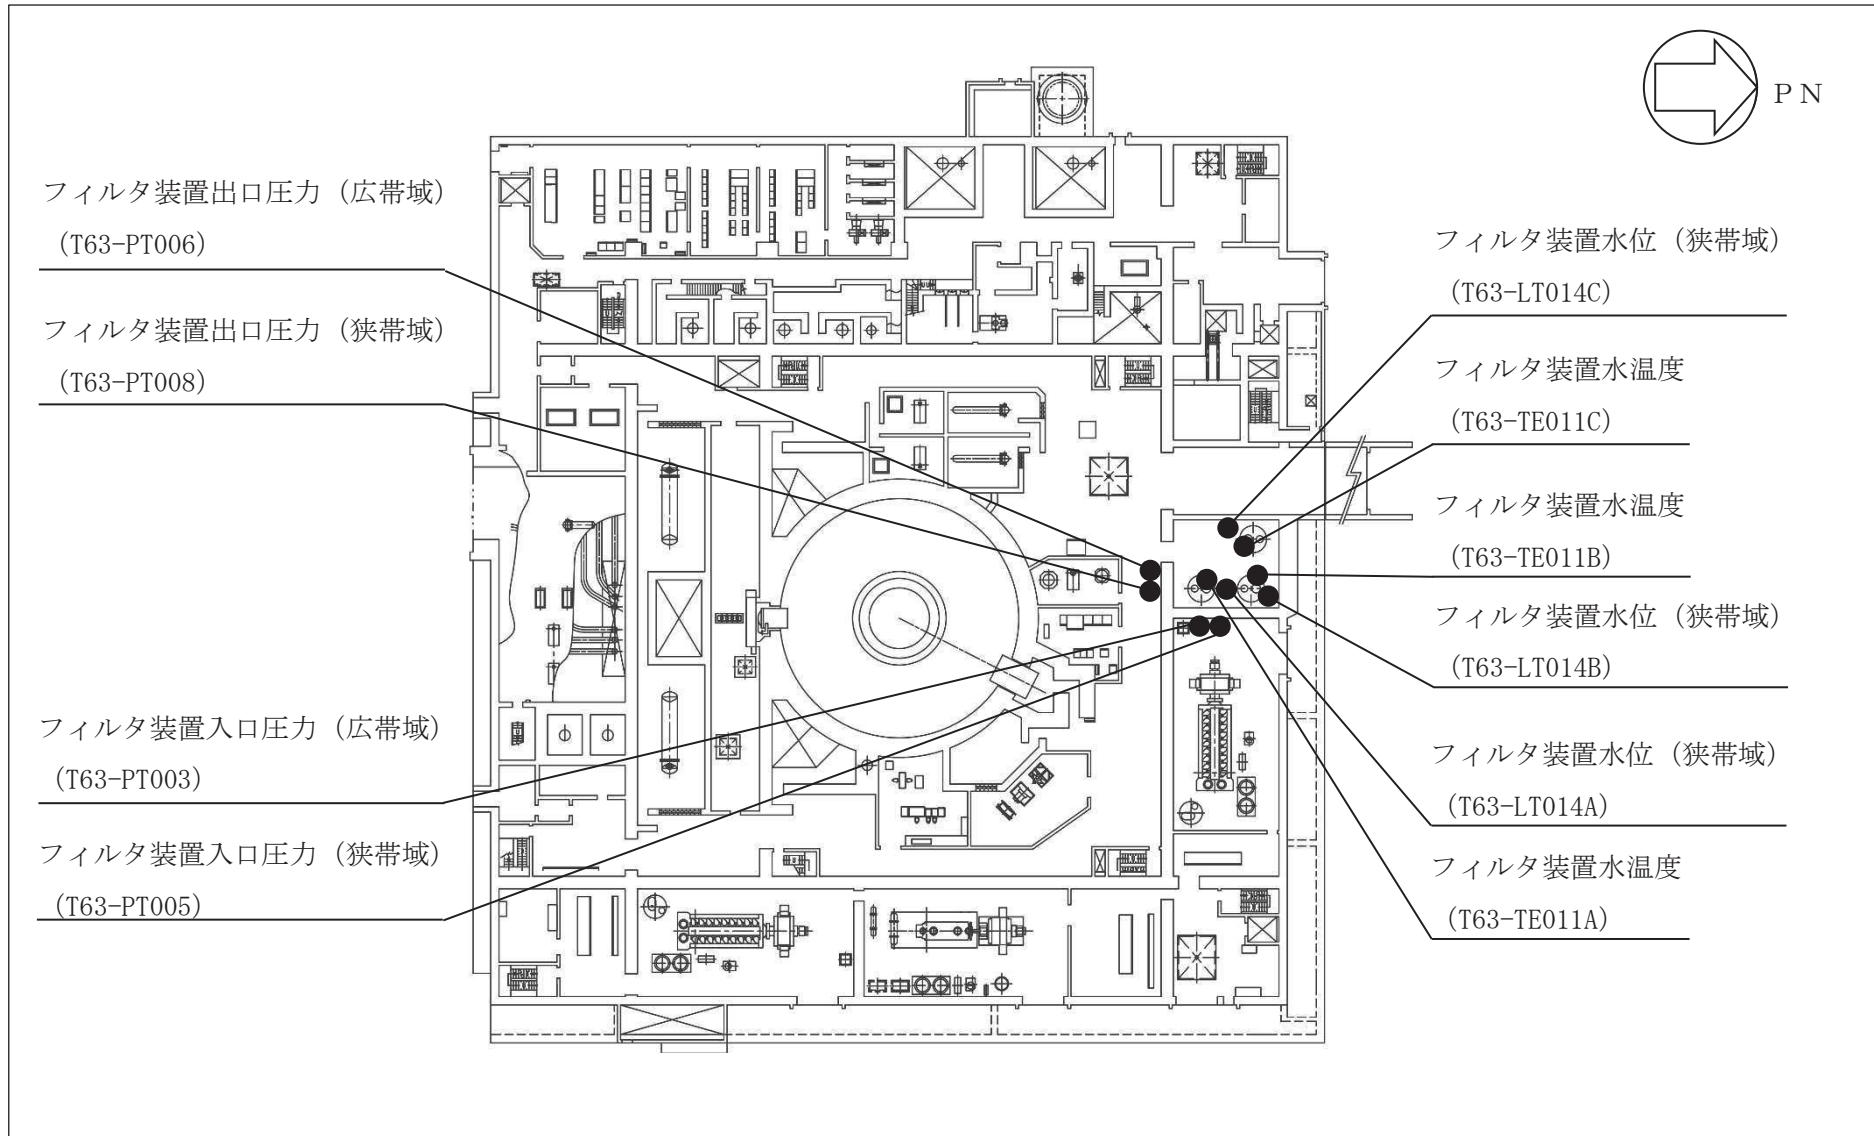 PN
フィルタ装置出口圧力（広帯域）
（T63-PT006）
フィルタ装置出口圧力（狭帯域）
（T63-PT008）
フィルタ装置入口圧力（広帯域）
（T63-PT003）
フィルタ装置入口圧力（狭帯域）
（T63-PT005）
フィルタ装置水位（狭帯域）
（T63-LT014C）
フィルタ装置水温度
（T63-TE011C）
フィルタ装置水温度
（T63-TE011B）
フィルタ装置水位（狭帯域）
（T63-LT014B）
フィルタ装置水位（狭帯域）
（T63-LT014A）
フィルタ装置水温度
（T63-TE011A）